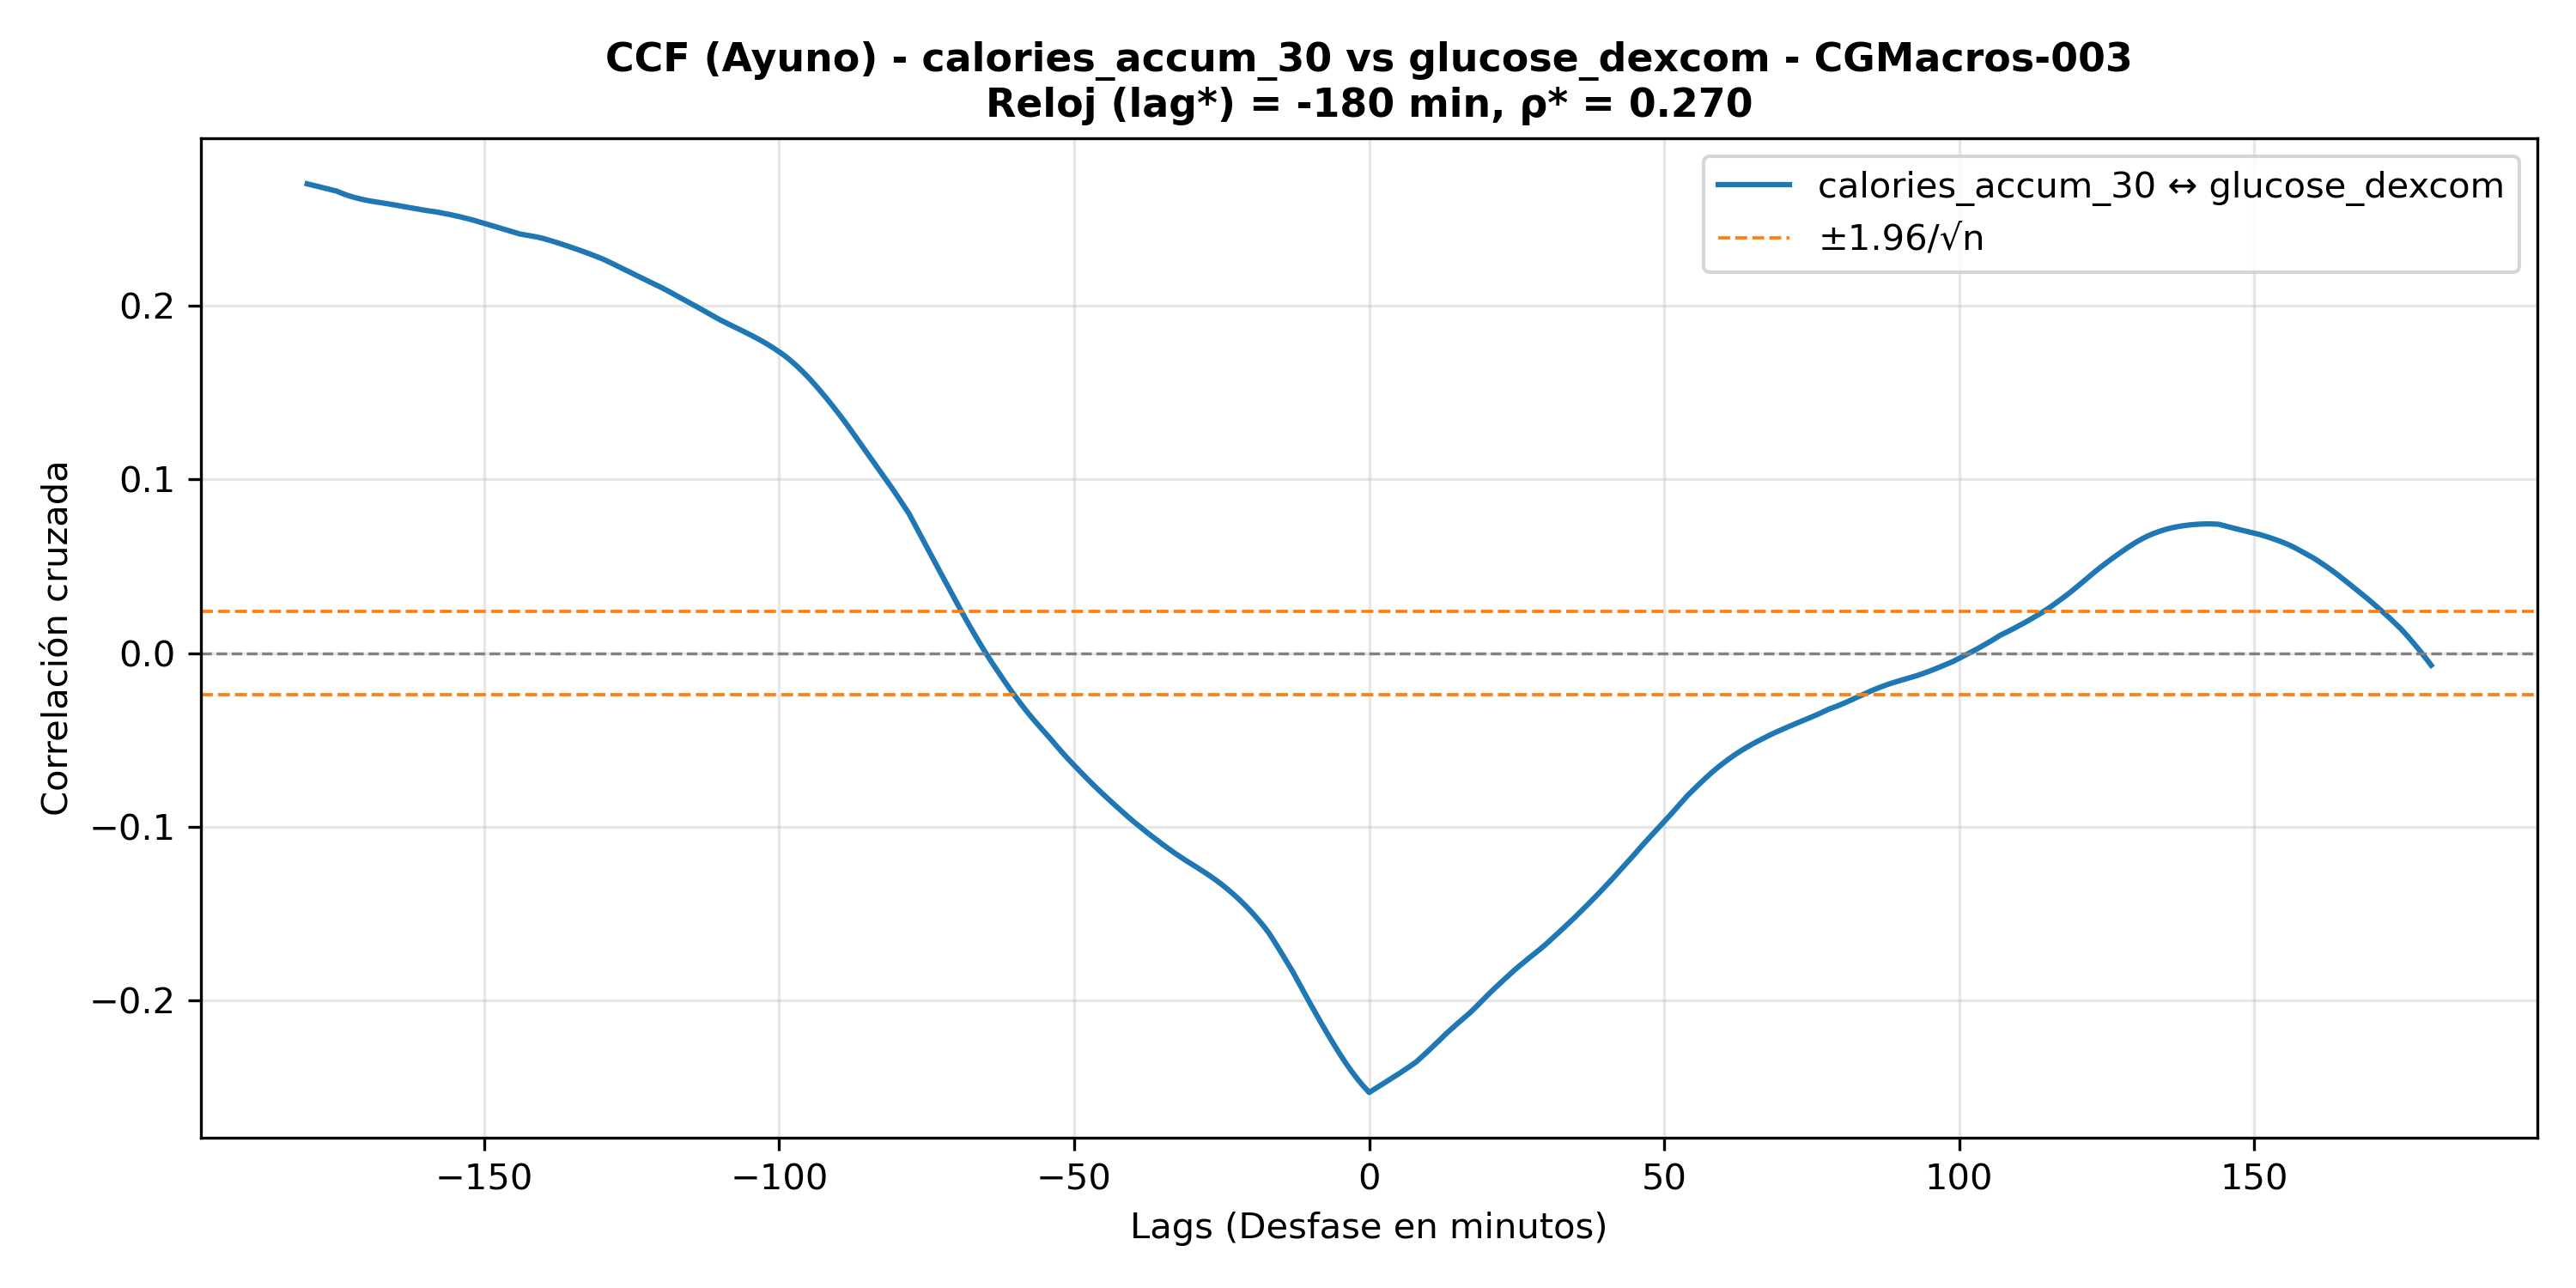 CCF (Ayuno) - calories_accum_30 vs glucose_dexcom - CGMacros-003
Reloj (lag*) = -180 min, ρ* = 0.270
calories_accum_30 ↔ glucose_dexcom
±1.96/√n
Correlación cruzada
0.2
0.1
0.0
−0.1
−0.2
−150
−100
−50
0
50
100
150
Lags (Desfase en minutos)